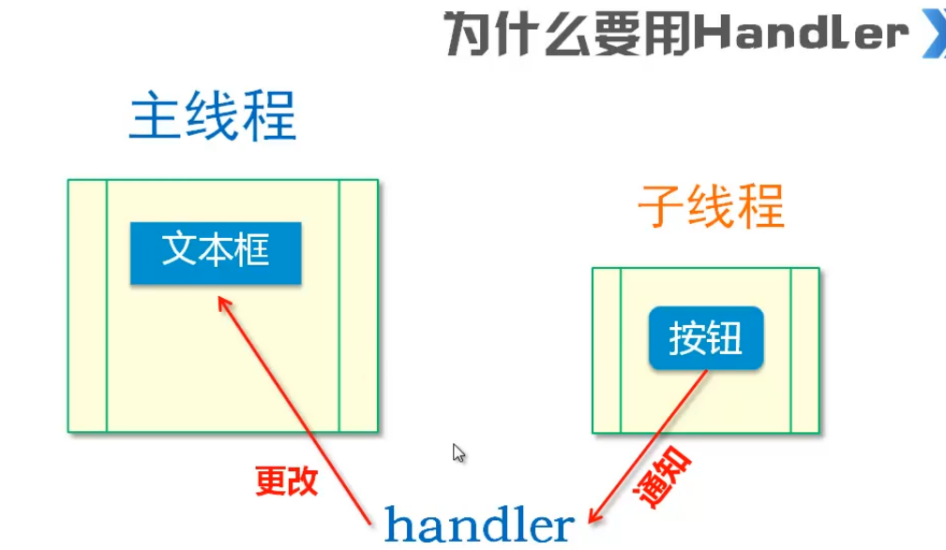 为什么要用Handler
主线程
子线程
文本框
按钮
更改
通知
handler